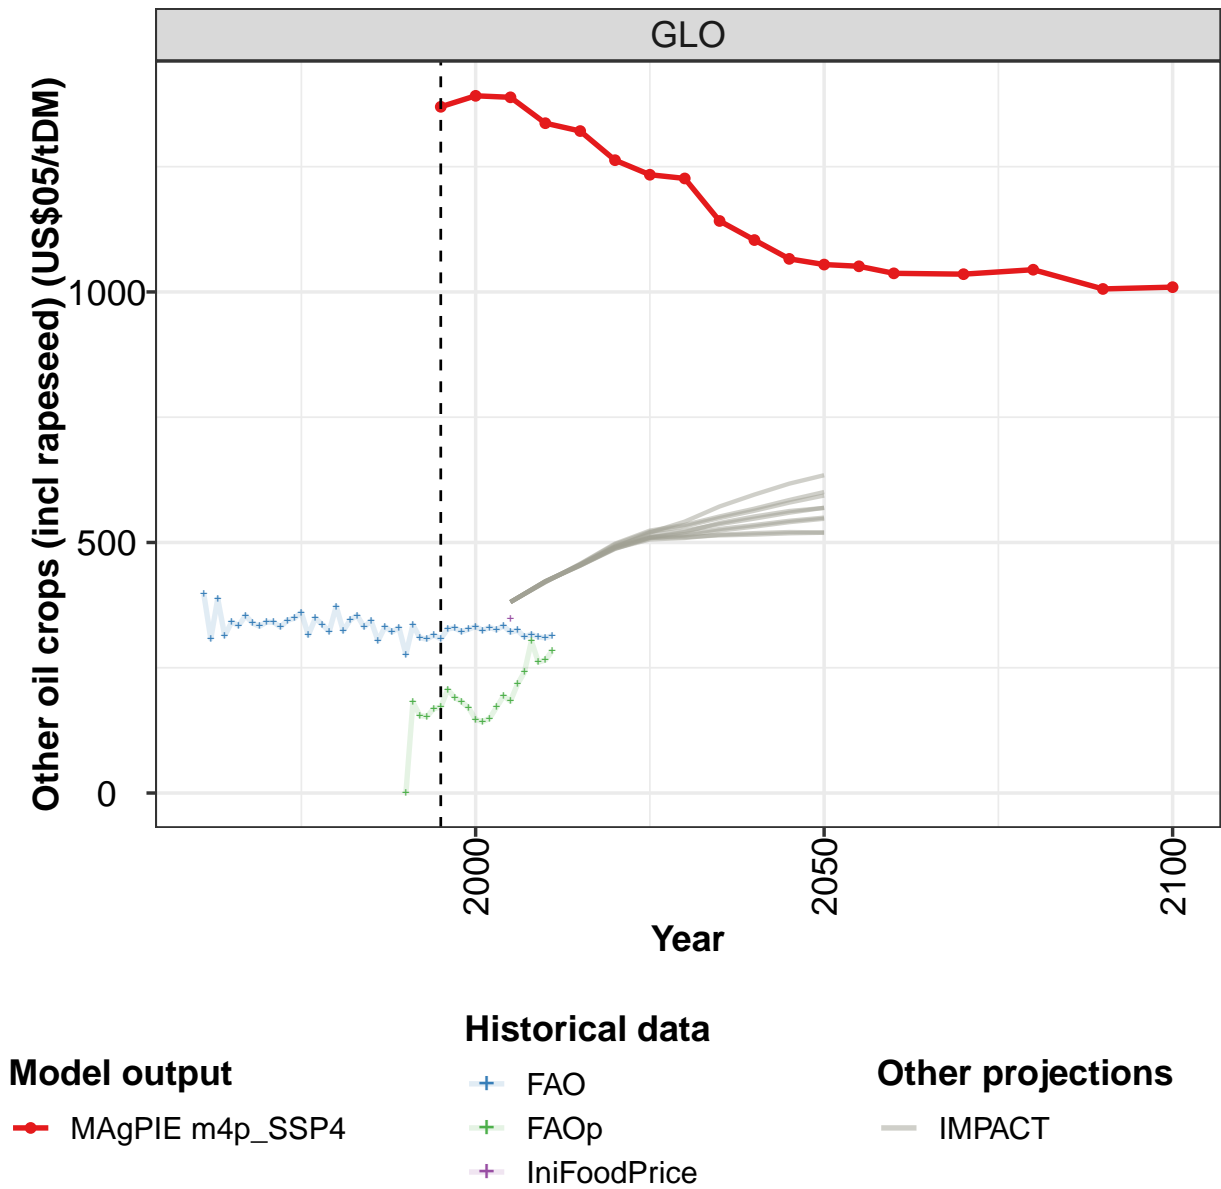 GLO
Other oil crops (incl rapeseed) (US$05/tDM)
1000
500
0
2000
2050
2100
Year
Model output
MAgPIE m4p_SSP4
Historical data
FAO
FAOp
IniFoodPrice
Other projections
IMPACT